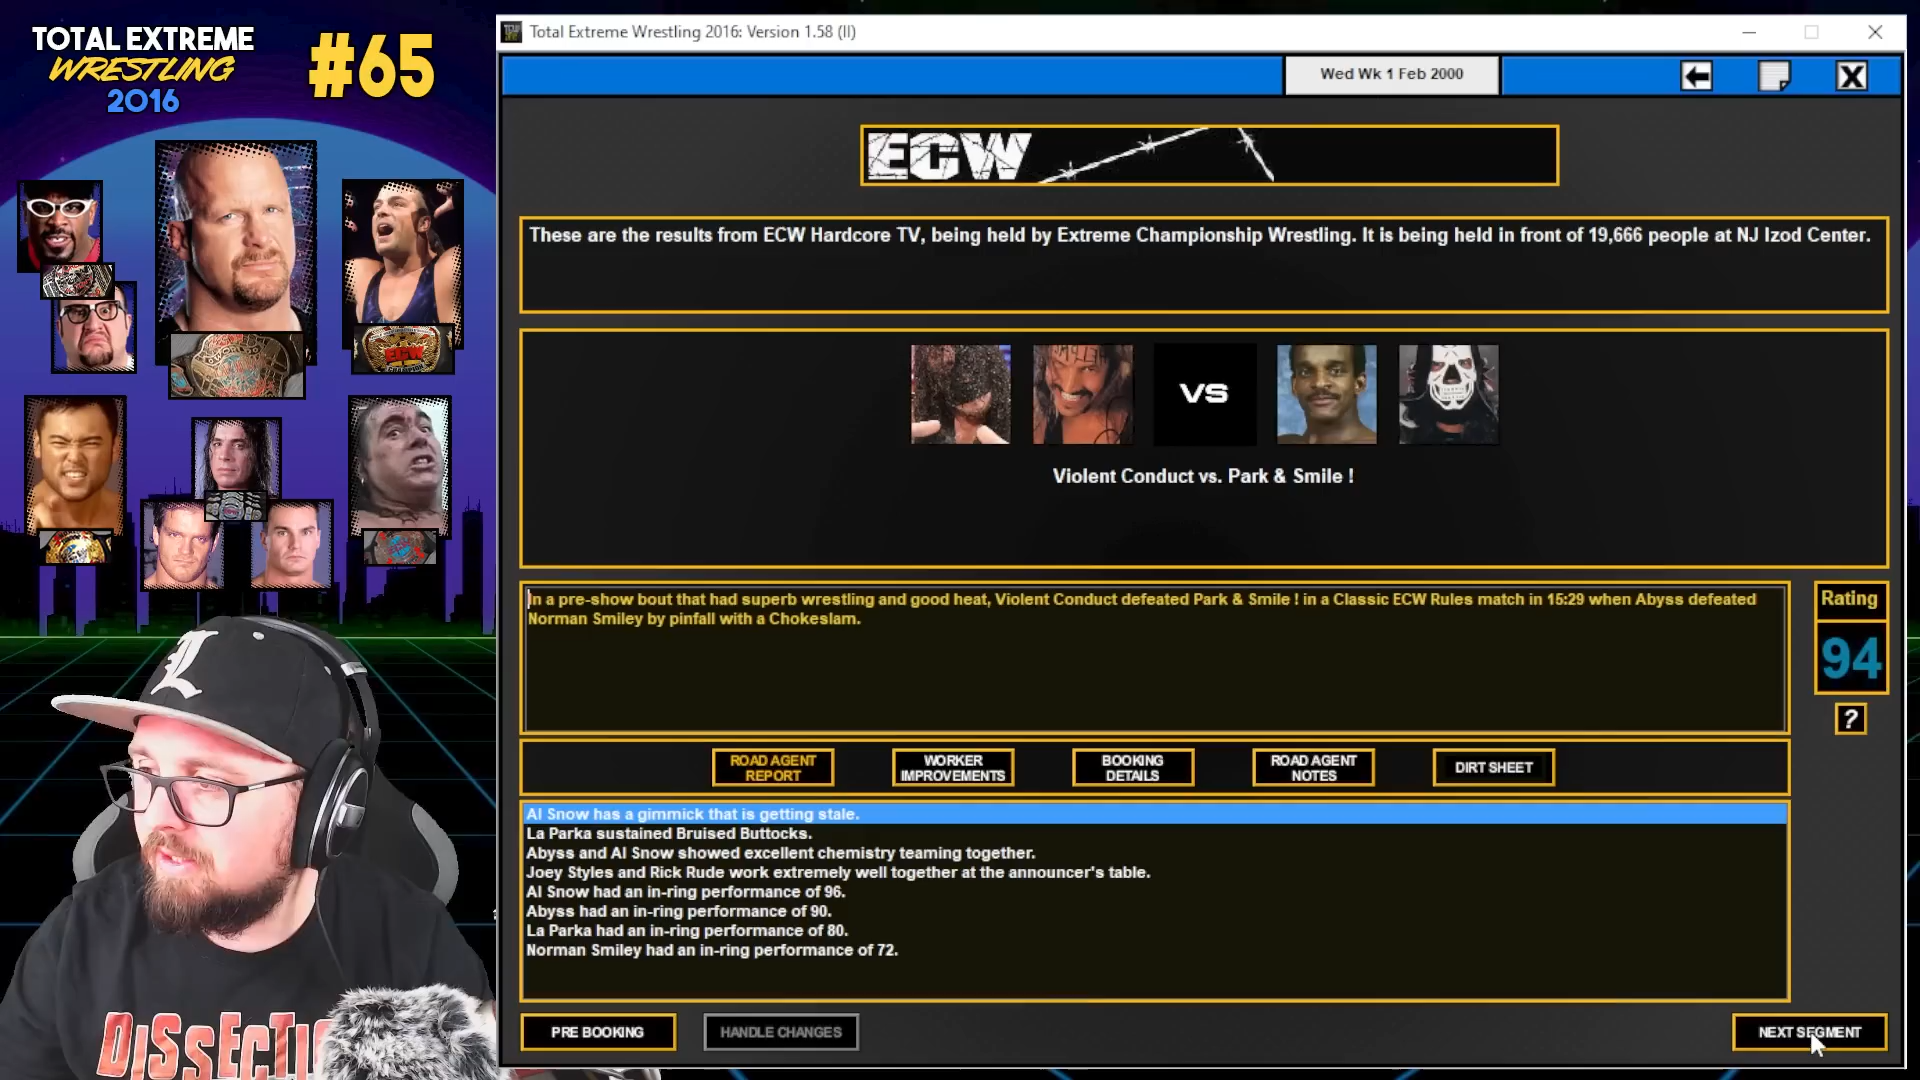 TOTAL EXTREME
WRESTLING
2016
#65
Total Extreme Wrestling 2016: Version 1.58 (II)
Wed Wk 1 Feb 2000
ECW
These are the results from ECW Hardcore TV, being held by Extreme Championship Wrestling. It is being held in front of 19,666 people at NJ Izod Center.
VS
Violent Conduct vs. Park & Smile !
In a pre-show bout that had superb wrestling and good heat, Violent Conduct defeated Park & Smile ! in a Classic ECW Rules match in 15:29 when Abyss defeated
Norman Smiley by pinfall with a Chokeslam.
Rating
94
?
ROAD AGENT
REPORT
WORKER
IMPROVEMENTS
BOOKING
DETAILS
ROAD AGENT
NOTES
DIRT SHEET
Al Snow has a gimmick that is getting stale.
La Parka sustained Bruised Buttocks.
Abyss and Al Snow showed excellent chemistry teaming together.
Joey Styles and Rick Rude work extremely well together at the announcer's table.
Al Snow had an in-ring performance of 96.
Abyss had an in-ring performance of 90.
La Parka had an in-ring performance of 80.
Norman Smiley had an in-ring performance of 72.
PRE BOOKING
HANDLE CHANGES
NEXT SEGMENT
L
DISSECTI